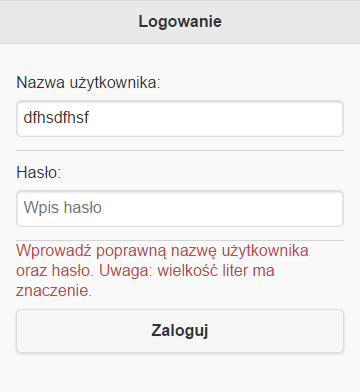 Logowanie
Nazwa użytkownika:
dfhsdfhsf
Hasło:
Wpis hasło
Wprowadź poprawną nazwę użytkownika
oraz hasło. Uwaga: wielkość liter ma
znaczenie.
Zaloguj